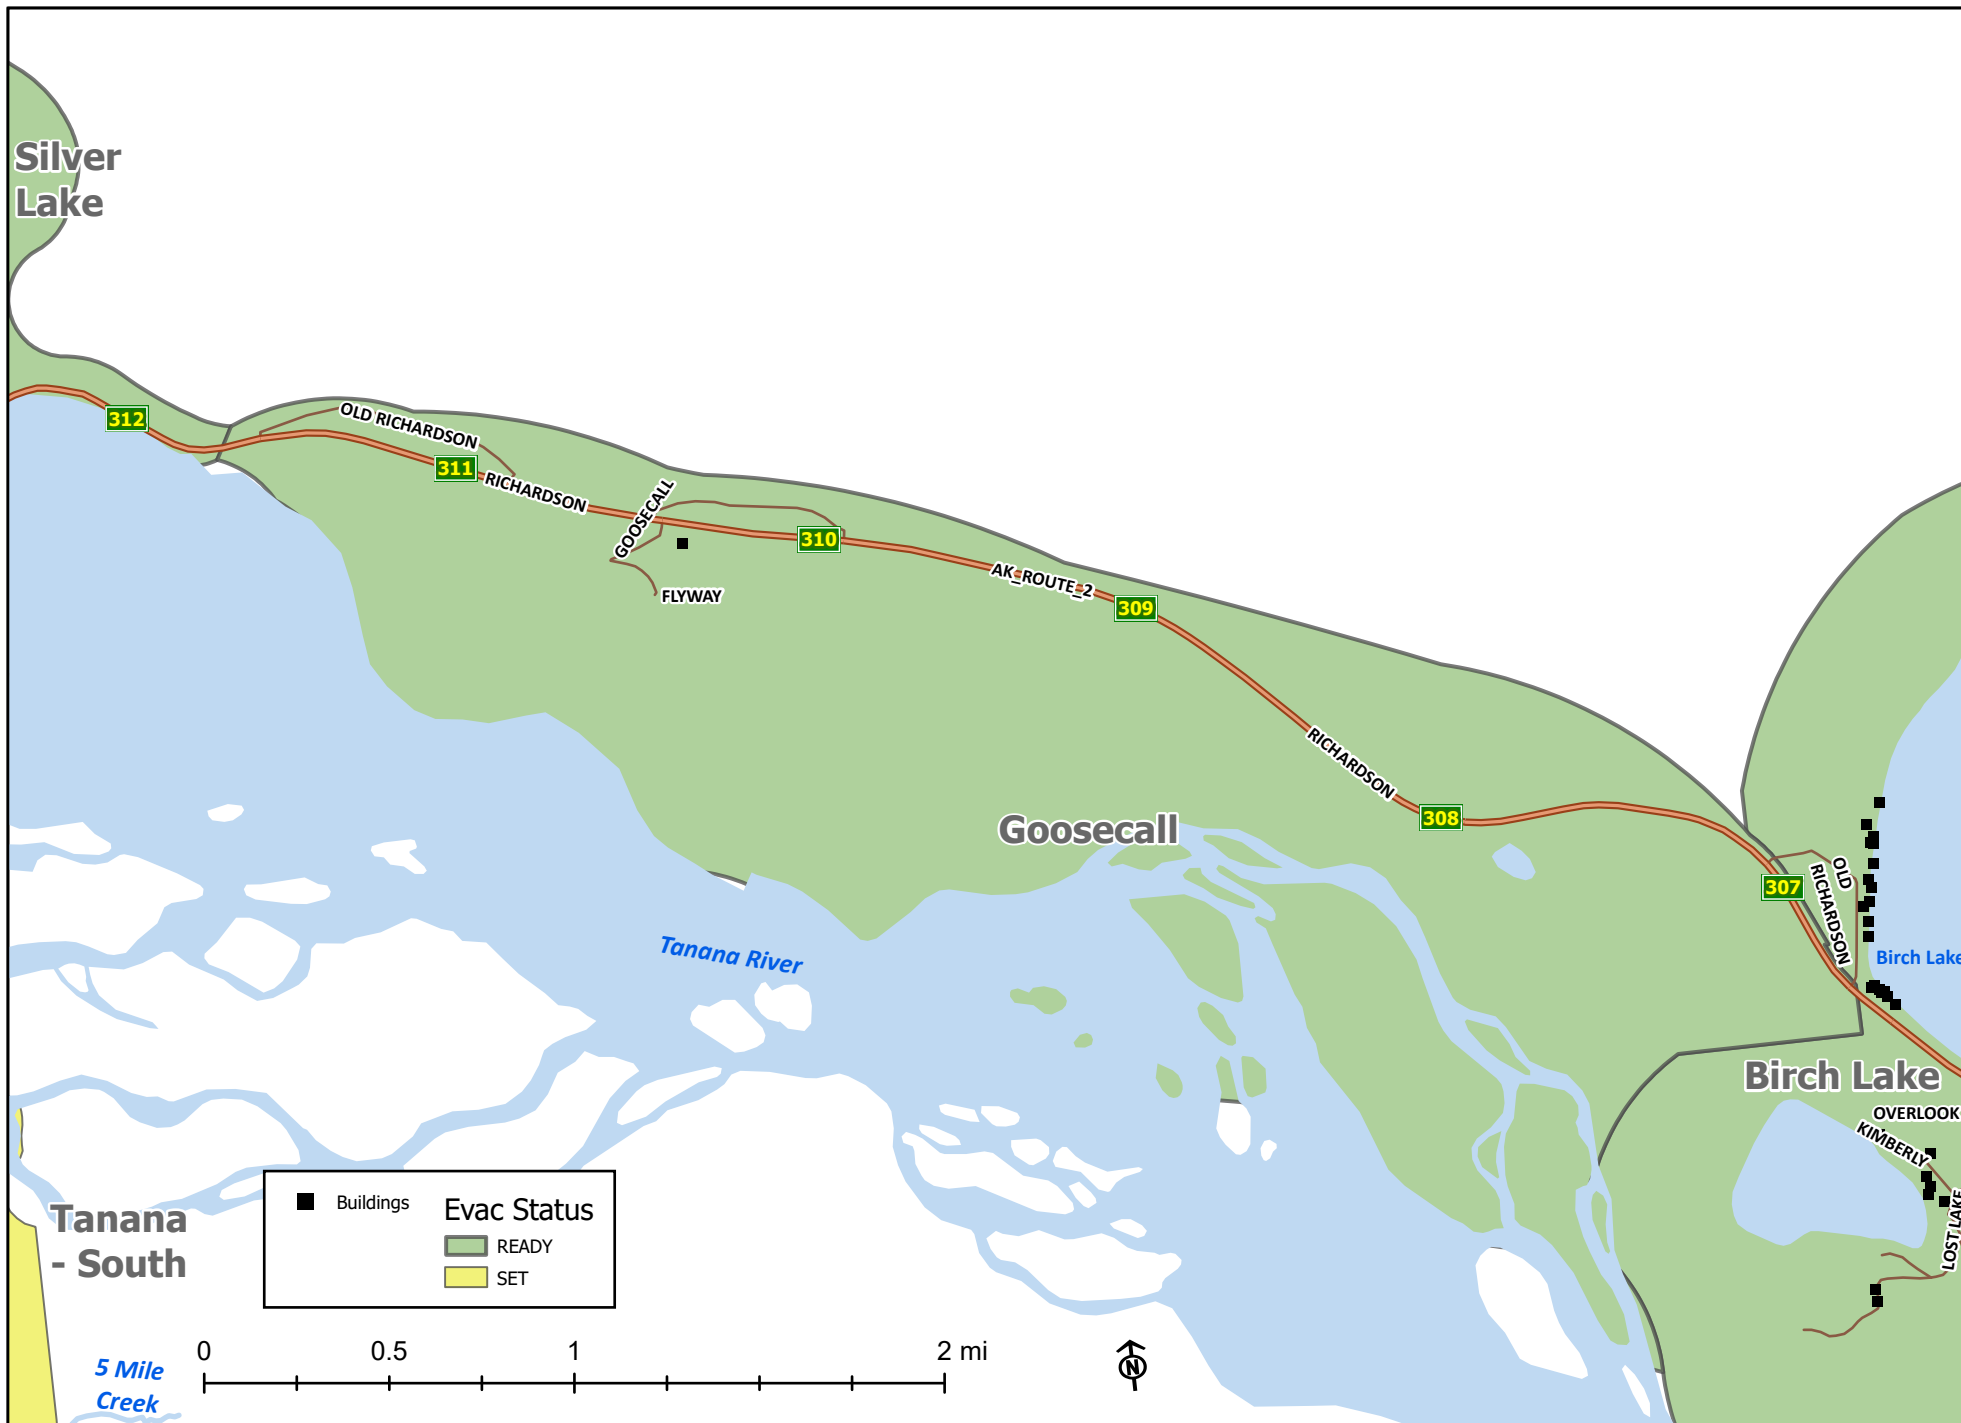 Silver
Lake
312
OLD RICHARDSON
311
RICHARDSON
GOOSECALL
310
FLYWAY
AK_ROUTE_2
309
RICHARDSON
308
Goosecall
307
OLD
RICHARDSON
Birch Lake
Tanana River
Birch Lake
OVERLOOK
KIMBERLY
LOST LAKE
Tanana
- South
Buildings
Evac Status
READY
SET
0 0.5 1 2 mi
N
5 Mile
Creek